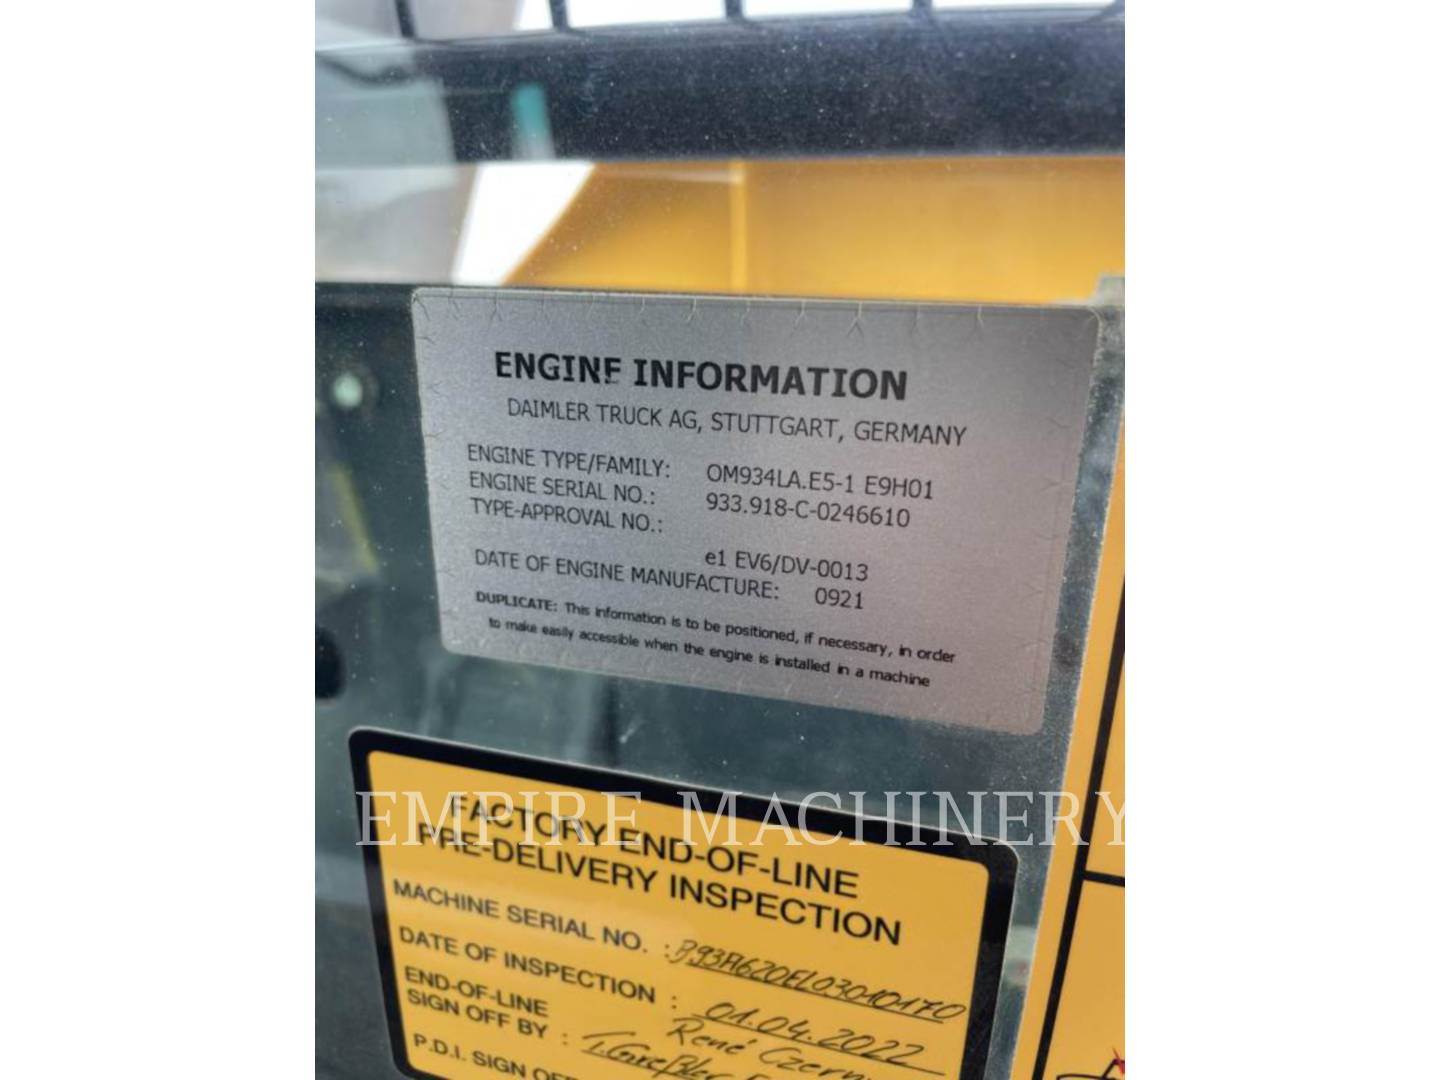 ENGINE INFORMATION
DAIMLER TRUCK AG, STUTTGART, GERMANY
ENGINE TYPE/FAMILY: OM934LA.E5-1 E9H01
ENGINE SERIAL NO.: 933.918-C-0246610
TYPE-APPROVAL NO.:
e1 EV6/DV-0013
DATE OF ENGINE MANUFACTURE: 0921
DUPLICATE: This information is to be positioned, if necessary, in order
to make easily accessible when the engine is installed in a machine
EMPIRE MACHINERY
FACTORY END-OF-LINE
PRE-DELIVERY INSPECTION
MACHINE SERIAL NO. : B93A620EL03010170
DATE OF INSPECTION : 01.04.2022
END-OF-LINE René
SIGN OFF BY :
P.D.I. SIGN